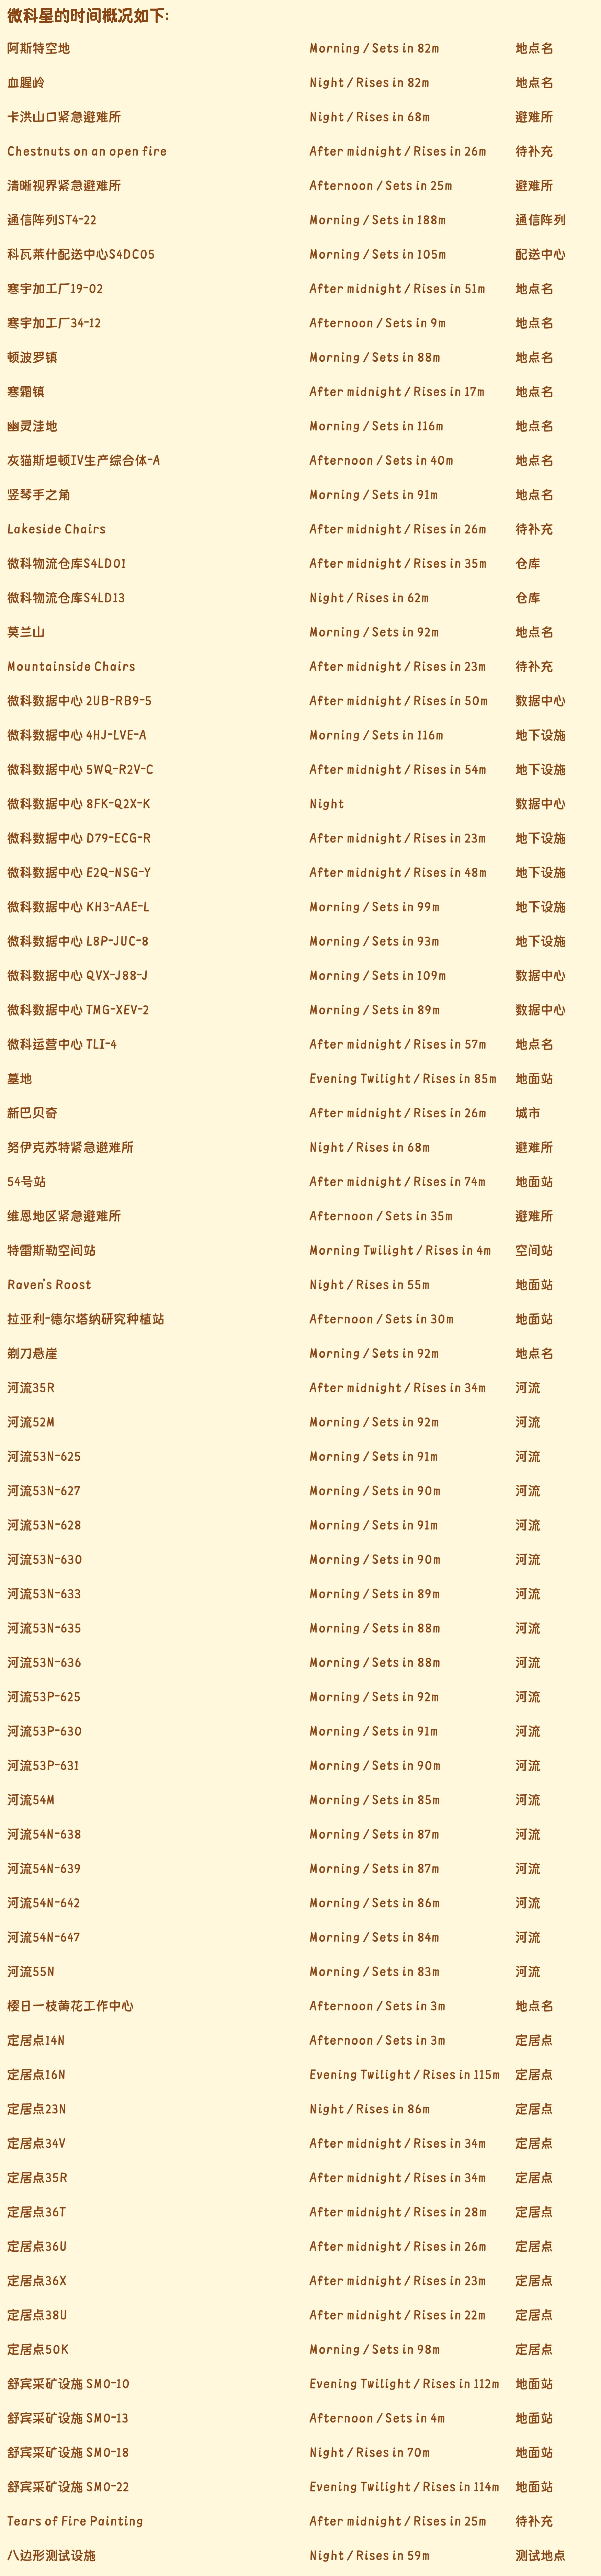 微科星的时间概况如下:
阿斯特空地 Morning / Sets in 82m 地点名
血腥岭 Night / Rises in 82m 地点名
卡洪山口紧急避难所 Night / Rises in 68m 避难所
Chestnuts on an open fire After midnight / Rises in 26m 待补充
清晰视界紧急避难所 Afternoon / Sets in 25m 避难所
通信阵列ST4-22 Morning / Sets in 188m 通信阵列
科瓦莱什配送中心S4DC05 Morning / Sets in 105m 配送中心
寒宇加工厂19-02 After midnight / Rises in 51m 地点名
寒宇加工厂34-12 Afternoon / Sets in 9m 地点名
顿波罗镇 Morning / Sets in 88m 地点名
寒霜镇 After midnight / Rises in 17m 地点名
幽灵洼地 Morning / Sets in 116m 地点名
灰猫斯坦顿IV生产综合体-A Afternoon / Sets in 40m 地点名
竖琴手之角 Morning / Sets in 91m 地点名
Lakeside Chairs After midnight / Rises in 26m 待补充
微科物流仓库S4LD01 After midnight / Rises in 35m 仓库
微科物流仓库S4LD13 Night / Rises in 62m 仓库
莫兰山 Morning / Sets in 92m 地点名
Mountainside Chairs After midnight / Rises in 23m 待补充
微科数据中心 2UB-RB9-5 After midnight / Rises in 50m 数据中心
微科数据中心 4HJ-LVE-A Morning / Sets in 116m 地下设施
微科数据中心 5WQ-R2V-C After midnight / Rises in 54m 地下设施
微科数据中心 8FK-Q2X-K Night 数据中心
微科数据中心 D79-ECG-R After midnight / Rises in 23m 地下设施
微科数据中心 E2Q-NSG-Y After midnight / Rises in 48m 地下设施
微科数据中心 KH3-AAE-L Morning / Sets in 99m 地下设施
微科数据中心 L8P-JUC-8 Morning / Sets in 93m 地下设施
微科数据中心 QVX-J88-J Morning / Sets in 109m 数据中心
微科数据中心 TMG-XEV-2 Morning / Sets in 89m 数据中心
微科运营中心 TLI-4 After midnight / Rises in 57m 地点名
墓地 Evening Twilight / Rises in 85m 地面站
新巴贝奇 After midnight / Rises in 26m 城市
努伊克苏特紧急避难所 Night / Rises in 68m 避难所
54号站 After midnight / Rises in 74m 地面站
维恩地区紧急避难所 Afternoon / Sets in 35m 避难所
特雷斯勒空间站 Morning Twilight / Rises in 4m 空间站
Raven's Roost Night / Rises in 55m 地面站
拉亚利-德尔塔纳研究种植站 Afternoon / Sets in 30m 地面站
剃刀悬崖 Morning / Sets in 92m 地点名
河流35R After midnight / Rises in 34m 河流
河流52M Morning / Sets in 92m 河流
河流53N-625 Morning / Sets in 91m 河流
河流53N-627 Morning / Sets in 90m 河流
河流53N-628 Morning / Sets in 91m 河流
河流53N-630 Morning / Sets in 90m 河流
河流53N-633 Morning / Sets in 89m 河流
河流53N-635 Morning / Sets in 88m 河流
河流53N-636 Morning / Sets in 88m 河流
河流53P-625 Morning / Sets in 92m 河流
河流53P-630 Morning / Sets in 91m 河流
河流53P-631 Morning / Sets in 90m 河流
河流54M Morning / Sets in 85m 河流
河流54N-638 Morning / Sets in 87m 河流
河流54N-639 Morning / Sets in 87m 河流
河流54N-642 Morning / Sets in 86m 河流
河流54N-647 Morning / Sets in 84m 河流
河流55N Morning / Sets in 83m 河流
樱日一枝黄花工作中心 Afternoon / Sets in 3m 地点名
定居点14N Afternoon / Sets in 3m 定居点
定居点16N Evening Twilight / Rises in 115m 定居点
定居点23N Night / Rises in 86m 定居点
定居点34V After midnight / Rises in 34m 定居点
定居点35R After midnight / Rises in 34m 定居点
定居点36T After midnight / Rises in 28m 定居点
定居点36U After midnight / Rises in 26m 定居点
定居点36X After midnight / Rises in 23m 定居点
定居点38U After midnight / Rises in 22m 定居点
定居点50K Morning / Sets in 98m 定居点
舒宾采矿设施 SM0-10 Evening Twilight / Rises in 112m 地面站
舒宾采矿设施 SM0-13 Afternoon / Sets in 4m 地面站
舒宾采矿设施 SM0-18 Night / Rises in 70m 地面站
舒宾采矿设施 SM0-22 Evening Twilight / Rises in 114m 地面站
Tears of Fire Painting After midnight / Rises in 25m 待补充
八边形测试设施 Night / Rises in 59m 测试地点